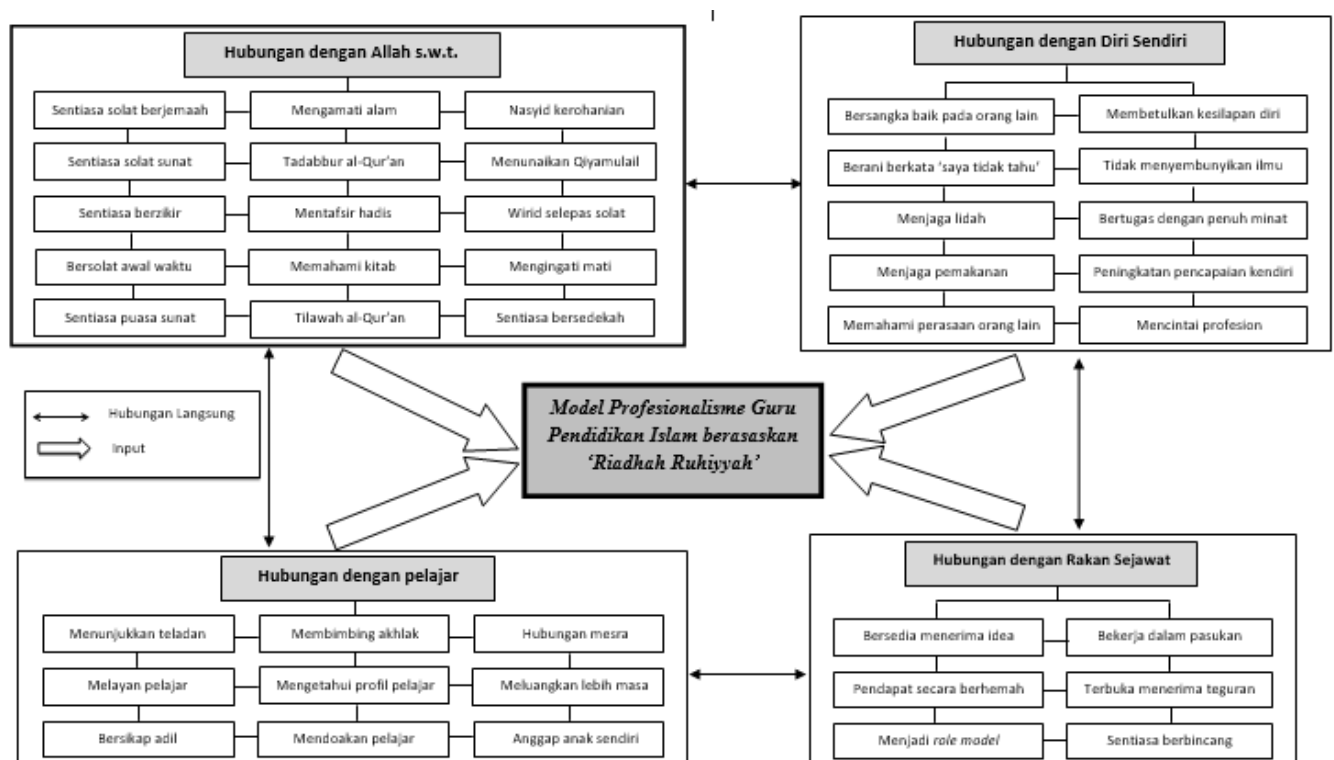 Hubungan dengan Allah s.w.t.
Sentiasa solat berjemaah
Mengamati alam
Nasyid kerohanian
Sentiasa solat sunat
Tadabbur al-Qur'an
Menunaikan Qiyamulail
Sentiasa berzikir
Mentafsir hadis
Wirid selepas solat
Bersolat awal waktu
Memahami kitab
Mengingati mati
Sentiasa puasa sunat
Tilawah al-Qur'an
Sentiasa bersedekah
Hubungan dengan Diri Sendiri
Bersangka baik pada orang lain
Membetulkan kesilapan diri
Berani berkata 'saya tidak tahu'
Tidak menyembunyikan ilmu
Menjaga lidah
Bertugas dengan penuh minat
Menjaga pemakanan
Peningkatan pencapaian kendiri
Memahami perasaan orang lain
Mencintai profesion
Hubungan Langsung
Input
Model Profesionalisme Guru
Pendidikan Islam berasaskan
'Riadhah Ruhiyyah'
Hubungan dengan pelajar
Menunjukkan teladan
Membimbing akhlak
Hubungan mesra
Melayan pelajar
Mengetahui profil pelajar
Meluangkan lebih masa
Bersikap adil
Mendoakan pelajar
Anggap anak sendiri
Hubungan dengan Rakan Sejawat
Bersedia menerima idea
Bekerja dalam pasukan
Pendapat secara berhemah
Terbuka menerima teguran
Menjadi role model
Sentiasa berbincang